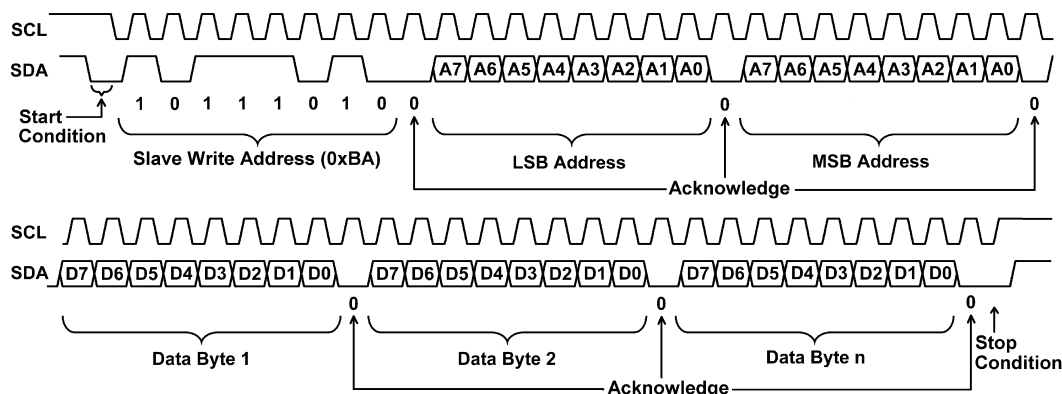 SCL
SDA A7 A6 A5 A4 A3 A2 A1 A0 A7 A6 A5 A4 A3 A2 A1 A0
1 0 1 1 1 0 1 0 0 0 0
Start
Condition
Slave Write Address (0xBA) LSB Address MSB Address
Acknowledge
SCL
SDA D7 D6 D5 D4 D3 D2 D1 D0 D7 D6 D5 D4 D3 D2 D1 D0 D7 D6 D5 D4 D3 D2 D1 D0
0 0 0
Data Byte 1 Data Byte 2 Data Byte n
Stop
Condition
Acknowledge